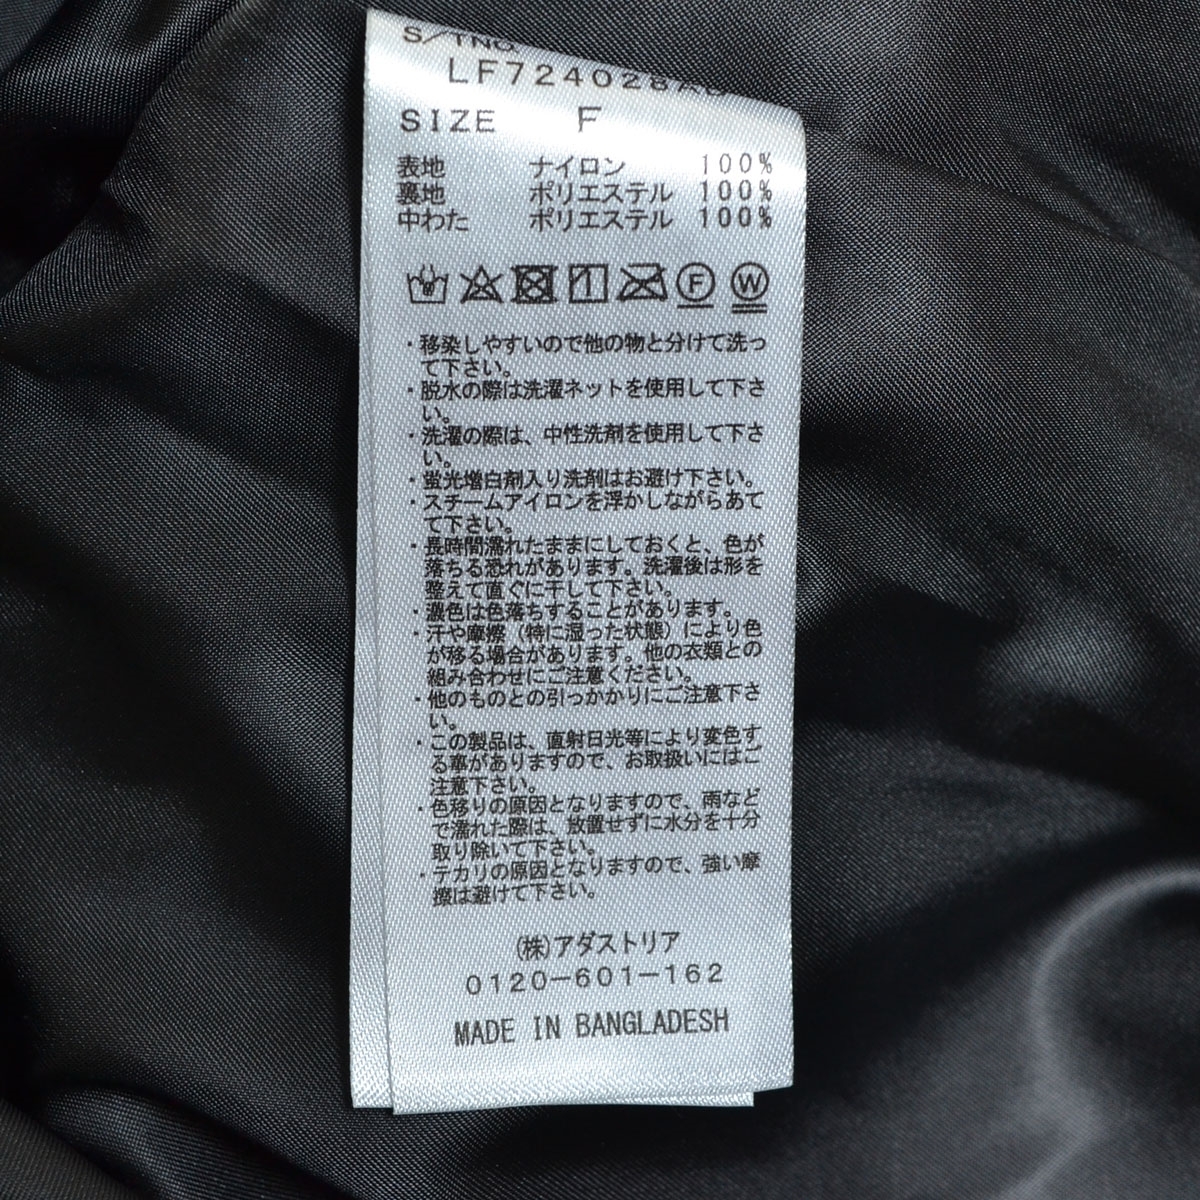 S/TNO
LF724028A
SIZE F
表地 ナイロン 100%
裏地 ポリエステル 100%
中わた ポリエステル 100%
F W
・移染しやすいので他の物と分けて洗っ
て下さい。
・脱水の際は洗濯ネットを使用して下さ
い。
・洗濯の際は、中性洗剤を使用して下さ
い。
・蛍光増白剤入り洗剤はお避け下さい。
・スチームアイロンを浮かしながらあて
て下さい。
・長時間濡れたままにしておくと、色が
落ちる恐れがあります。洗濯後は形を
整えて直ぐに干して下さい。
・濃色は色落ちすることがあります。
・汗や摩擦（特に湿った状態）により色
が移る場合があります。他の衣類との
組み合わせにご注意ください。
・他のものとの引っかかりにご注意下さ
い。
・この製品は、直射日光等により変色す
る事がありますので、お取扱いにはご
注意下さい。
・色移りの原因となりますので、雨など
で濡れた際は、放置せずに水分を十分
取り除いて下さい。
・テカリの原因となりますので、強い摩
擦は避けて下さい。
(株)アダストリア
0120-601-162
MADE IN BANGLADESH